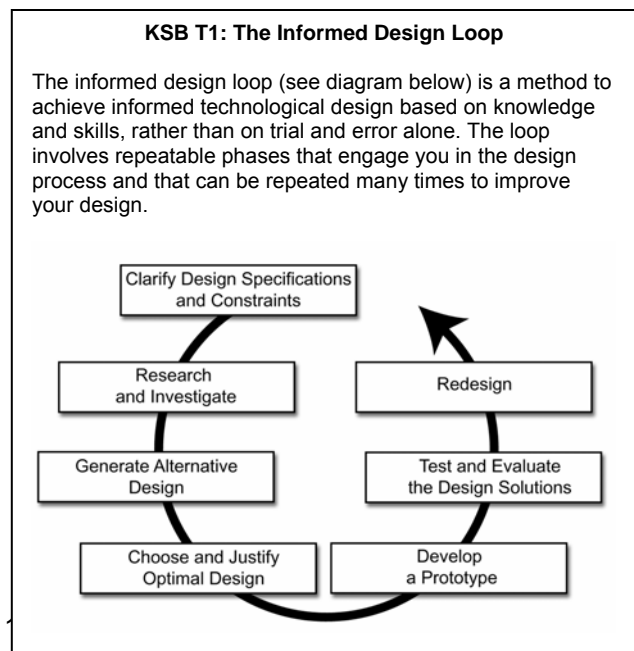 KSB T1: The Informed Design Loop
The informed design loop (see diagram below) is a method to
achieve informed technological design based on knowledge
and skills, rather than on trial and error alone. The loop
involves repeatable phases that engage you in the design
process and that can be repeated many times to improve
your design.
Clarify Design Specifications
and Constraints
Research
and Investigate
Generate Alternative
Design
Choose and Justify
Optimal Design
Develop
a Prototype
Test and Evaluate
the Design Solutions
Redesign